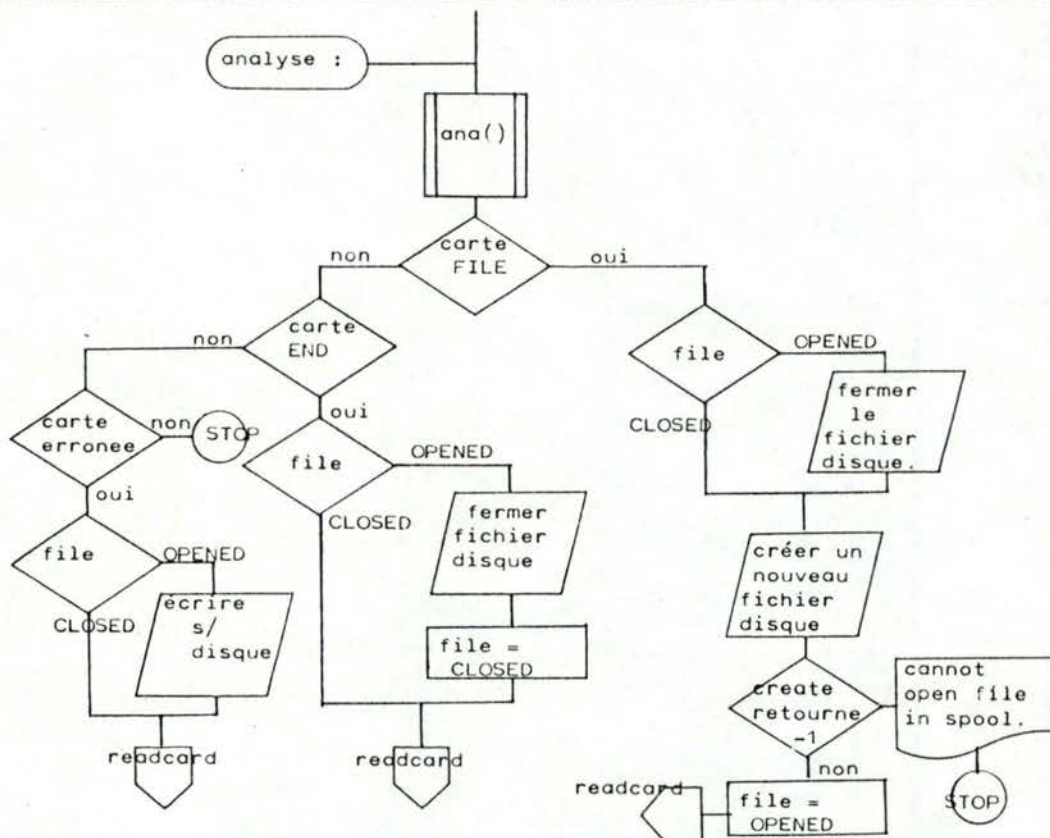 analyse :
ana()
carte
FILE
non
oui
carte
END
non
oui
file
OPENED
CLOSED
fermer
le
fichier
disque.
carte
erronee
non
STOP
oui
file
OPENED
CLOSED
fermer
fichier
disque
file =
CLOSED
file
OPENED
CLOSED
écrire
s/
disque
readcard
readcard
créer un
nouveau
fichier
disque
create
retourne
-1
cannot
open file
in spool.
STOP
non
file =
OPENED
readcard